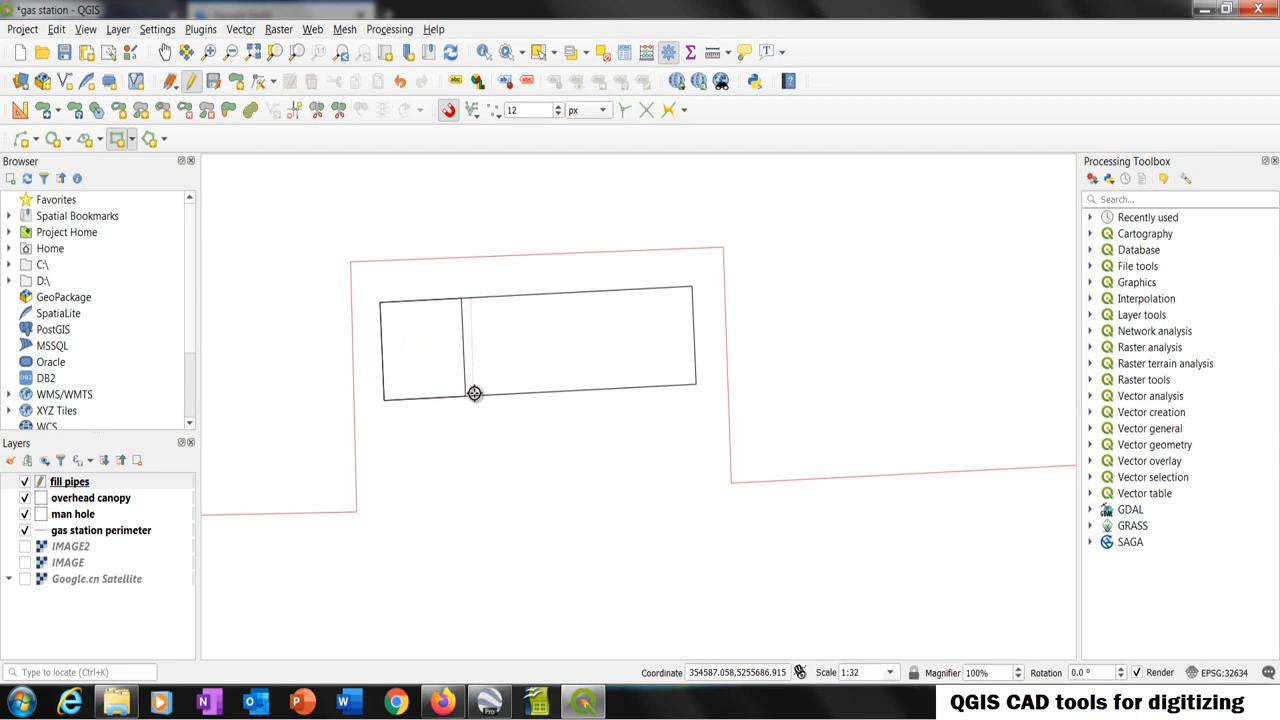 *gas station - QGIS
Project Edit View Layer Settings Plugins Vector Raster Web Mesh Processing Help
abc abc abc
12 px
Browser
Favorites
Spatial Bookmarks
Project Home
Home
C:\
D:\
GeoPackage
SpatiaLite
PostGIS
MSSQL
Oracle
DB2
WMS/WMTS
XYZ Tiles
WCS
Layers
fill pipes
overhead canopy
man hole
gas station perimeter
IMAGE2
IMAGE
Google.cn Satellite
Processing Toolbox
Search...
Recently used
Cartography
Database
File tools
Graphics
Interpolation
Layer tools
Network analysis
Raster analysis
Raster terrain analysis
Raster tools
Vector analysis
Vector creation
Vector general
Vector geometry
Vector overlay
Vector selection
Vector table
GDAL
GRASS
SAGA
Type to locate (Ctrl+K)
Coordinate 354587.058,5255686.915 Scale 1:32 Magnifier 100% Rotation 0.0 ° Render EPSG:32634
Pro
QGIS CAD tools for digitizing